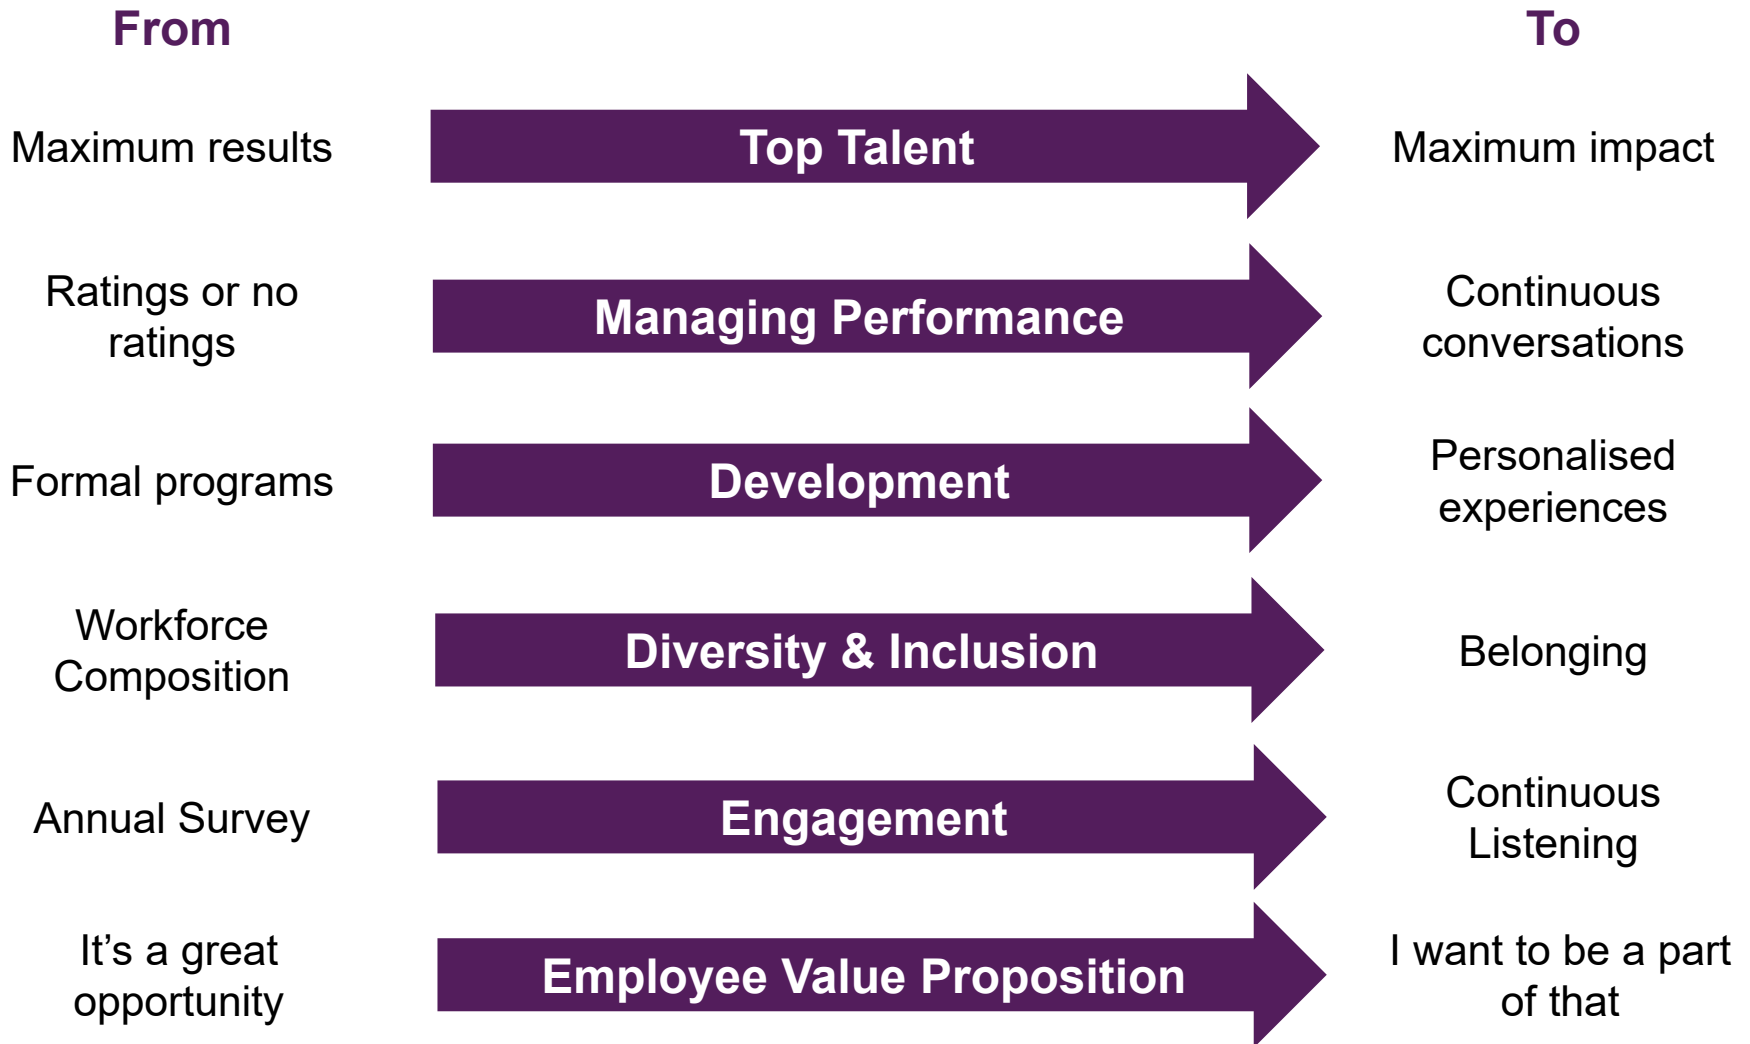 From
To
Maximum results
Top Talent
Maximum impact
Ratings or no
ratings
Managing Performance
Continuous
conversations
Formal programs
Development
Personalised
experiences
Workforce
Composition
Diversity & Inclusion
Belonging
Annual Survey
Engagement
Continuous
Listening
It’s a great
opportunity
Employee Value Proposition
I want to be a part
of that